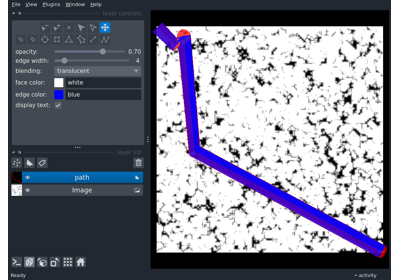 File View Plugins Window Help
layer controls
opacity: 0.70
edge width: 4
blending: translucent
face color: white
edge color: blue
display text:
layer list
path
Image
Ready
activity